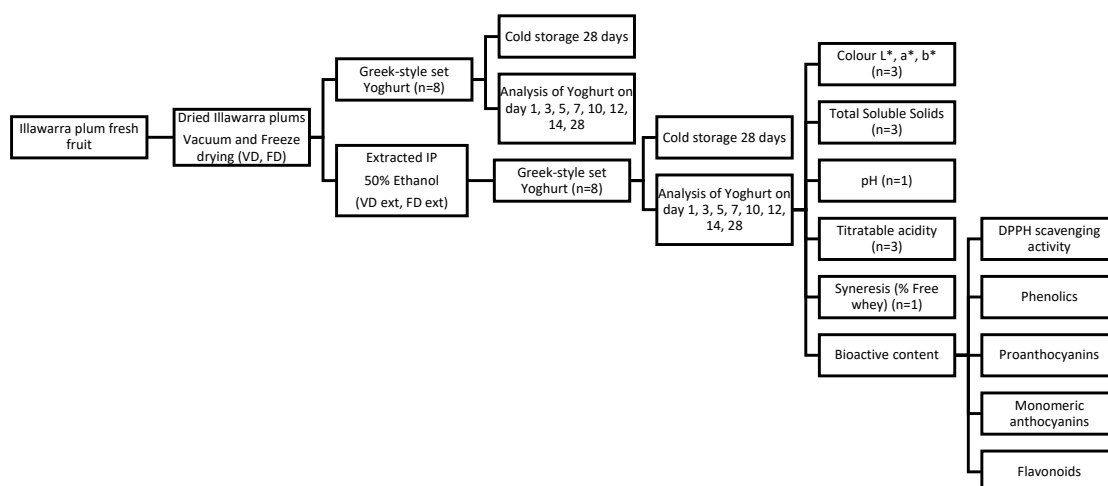 Illawarra plum fresh
fruit
Dried Illawarra plums
Vacuum and Freeze
drying (VD, FD)
Greek-style set
Yoghurt (n=8)
Cold storage 28 days
Analysis of Yoghurt on
day 1, 3, 5, 7, 10, 12,
14, 28
Extracted IP
50% Ethanol
(VD ext, FD ext)
Greek-style set
Yoghurt (n=8)
Cold storage 28 days
Analysis of Yoghurt on
day 1, 3, 5, 7, 10, 12,
14, 28
Colour L*, a*, b*
(n=3)
Total Soluble Solids
(n=3)
pH (n=1)
Titratable acidity
(n=3)
Syneresis (% Free
whey) (n=1)
Bioactive content
DPPH scavenging
activity
Phenolics
Proanthocyanins
Monomeric
anthocyanins
Flavonoids